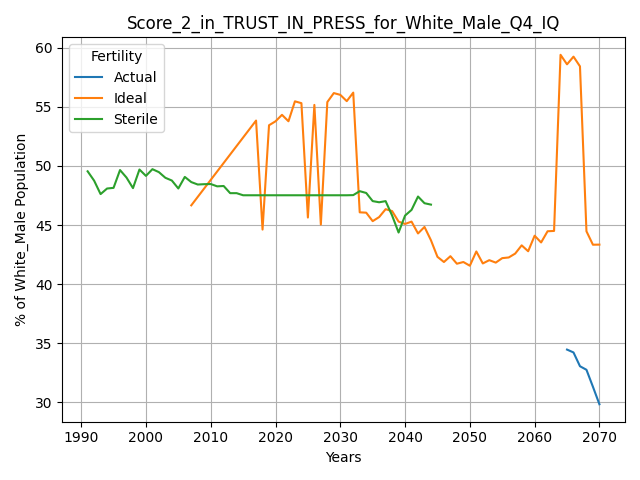 Score_2_in_TRUST_IN_PRESS_for_White_Male_Q4_IQ
% of White_Male Population
60
55
50
45
40
35
30
Fertility
Actual
Ideal
Sterile
1990 2000 2010 2020 2030 2040 2050 2060 2070
Years